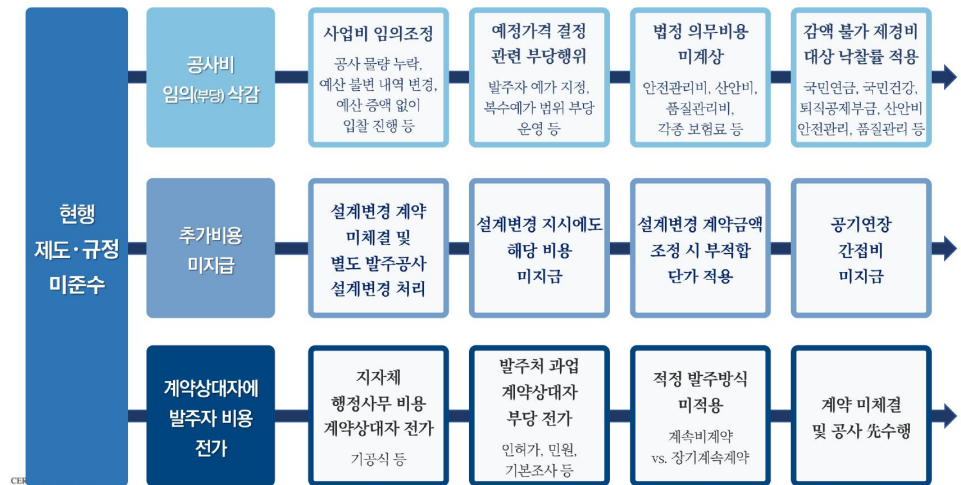 현행
제도·규정
미준수
공사비
임의(부당) 삭감
사업비 임의조정
공사 물량 누락,
예산 불변 내역 변경,
예산 증액 없이
입찰 진행 등
예정가격 결정
관련 부당행위
발주자 예가 지정,
복수예가 범위 부당
운영 등
법정 의무비용
미계상
안전관리비, 산안비,
품질관리비,
각종 보험료 등
감액 불가 제경비
대상 낙찰률 적용
국민연금, 국민건강,
퇴직공제부금, 산안비
안전관리, 품질관리 등
추가비용
미지급
설계변경 계약
미체결 및
별도 발주공사
설계변경 처리
설계변경 지시에도
해당 비용
미지급
설계변경 계약금액
조정 시 부적합
단가 적용
공기연장
간접비
미지급
계약상대자에
발주자 비용
전가
지자체
행정사무 비용
계약상대자 전가
기공식 등
발주처 과업
계약상대자
부당 전가
인허가, 민원,
기본조사 등
적정 발주방식
미적용
계속비계약
vs. 장기계속계약
계약 미체결
및 공사 先수행